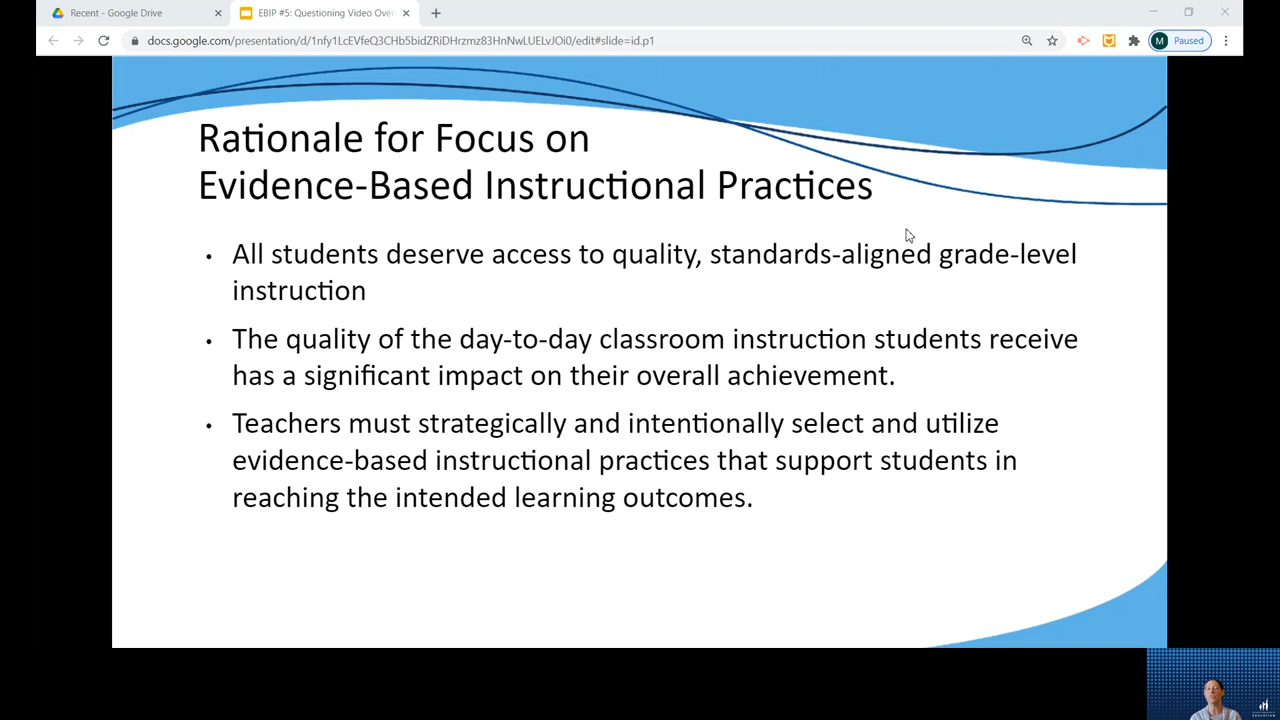 Recent - Google Drive
EBIP #5: Questioning Video Over
docs.google.com/presentation/d/1nfy1LcEVfeQ3CHb5bidZRiDHrzmz83HnNwLUELvJOi0/edit#slide=id.p1
M Paused
Rationale for Focus on
Evidence-Based Instructional Practices
• All students deserve access to quality, standards-aligned grade-level
instruction
• The quality of the day-to-day classroom instruction students receive
has a significant impact on their overall achievement.
• Teachers must strategically and intentionally select and utilize
evidence-based instructional practices that support students in
reaching the intended learning outcomes.
EDUCATION